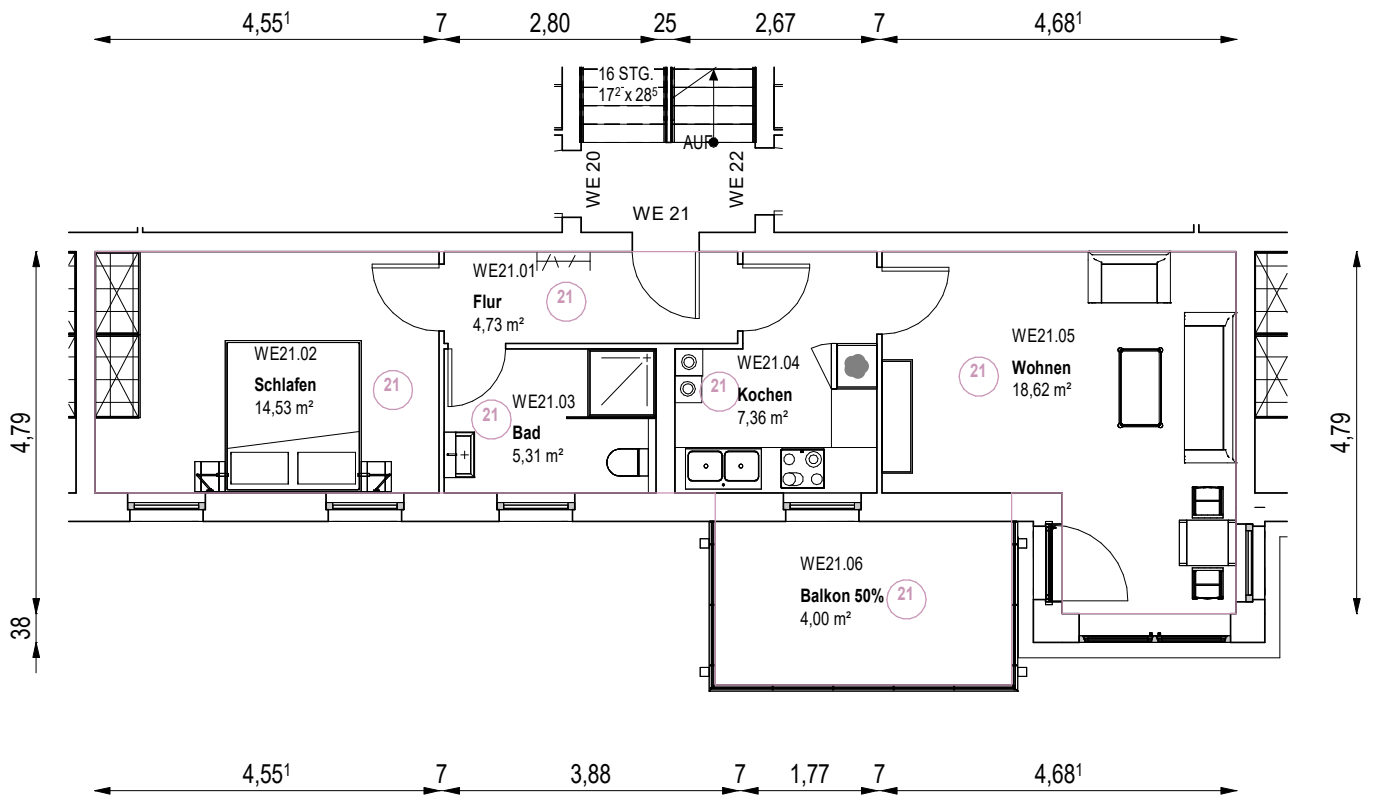 4,55¹ 7 2,80 25 2,67 7 4,68¹
16 STG.
17² x 28⁵
AUF
WE 20
WE 22
WE 21
WE21.01
Flur
4,73 m²
21
WE21.02
Schlafen
14,53 m²
21
WE21.03
Bad
5,31 m²
21
WE21.04
Kochen
7,36 m²
21
WE21.05
Wohnen
18,62 m²
21
WE21.06
Balkon 50%
4,00 m²
21
4,79
38
4,79
4,55¹ 7 3,88 7 1,77 7 4,68¹